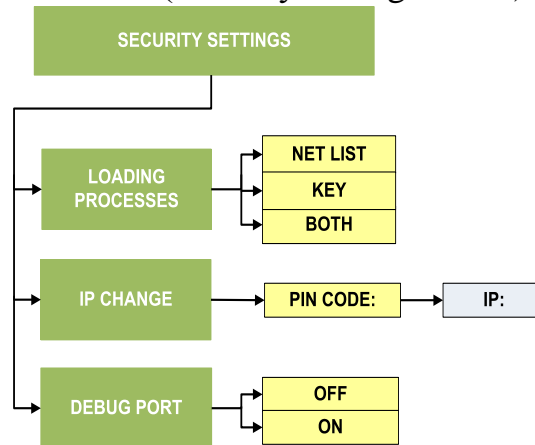 SECURITY SETTINGS
LOADING
PROCESSES
NET LIST
KEY
BOTH
IP CHANGE
PIN CODE:
IP:
DEBUG PORT
OFF
ON